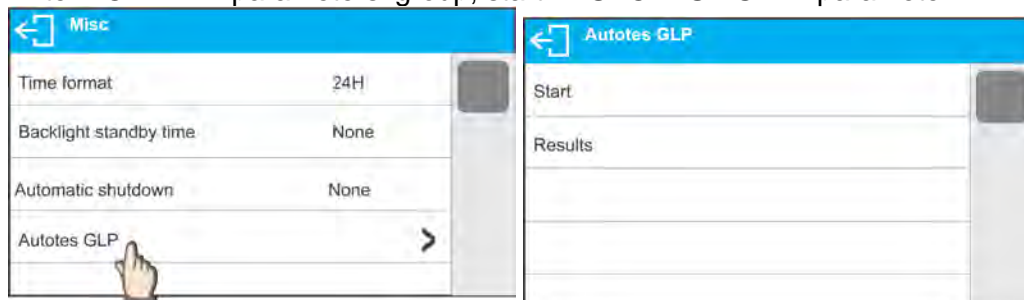 Misc
Time format 24H
Backlight standby time None
Automatic shutdown None
Autotes GLP >
Autotes GLP
Start
Results